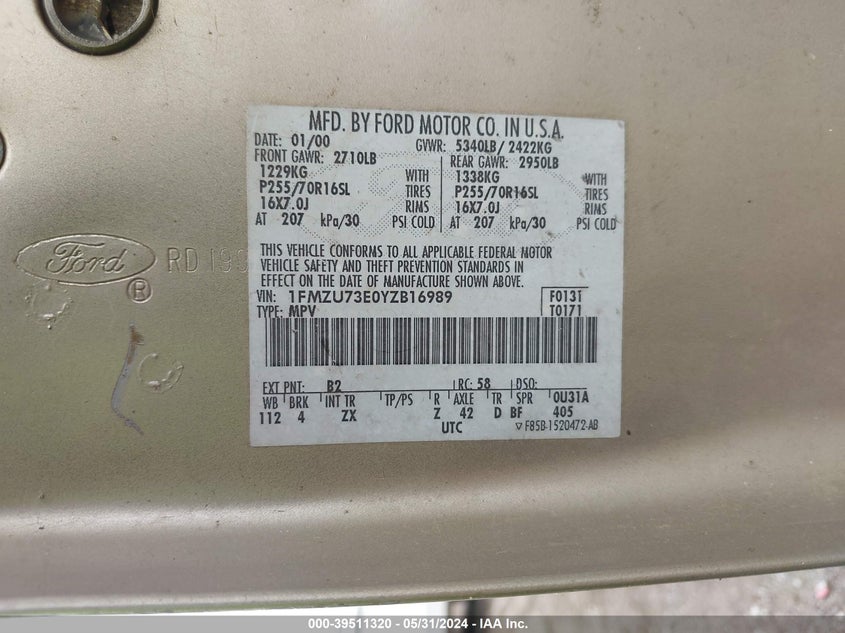 MFD. BY FORD MOTOR CO. IN U.S.A.
DATE: 01/00 GVWR: 5340LB/ 2422KG
FRONT GAWR: 2710LB REAR GAWR: 2950LB
1229KG WITH 1338KG WITH
P255/70R16SL TIRES P255/70R16SL TIRES
16X7.0J RIMS 16X7.0J RIMS
AT 207 kPa/30 PSI COLD AT 207 kPa/30 PSI COLD
THIS VEHICLE CONFORMS TO ALL APPLICABLE FEDERAL MOTOR
VEHICLE SAFETY AND THEFT PREVENTION STANDARDS IN
EFFECT ON THE DATE OF MANUFACTURE SHOWN ABOVE.
VIN: 1FMZU73E0YZB16989 F0131
TYPE: MPV T0171
EXT PNT: B2 RC: 58 DSO:
WB BRK INT TR TP/PS R AXLE TR SPR 0U31A
112 4 ZX Z 42 D BF 405
UTC F85B-1520472-AB
Ford RD
®
000-39511320 - 05/31/2024 - IAA Inc.